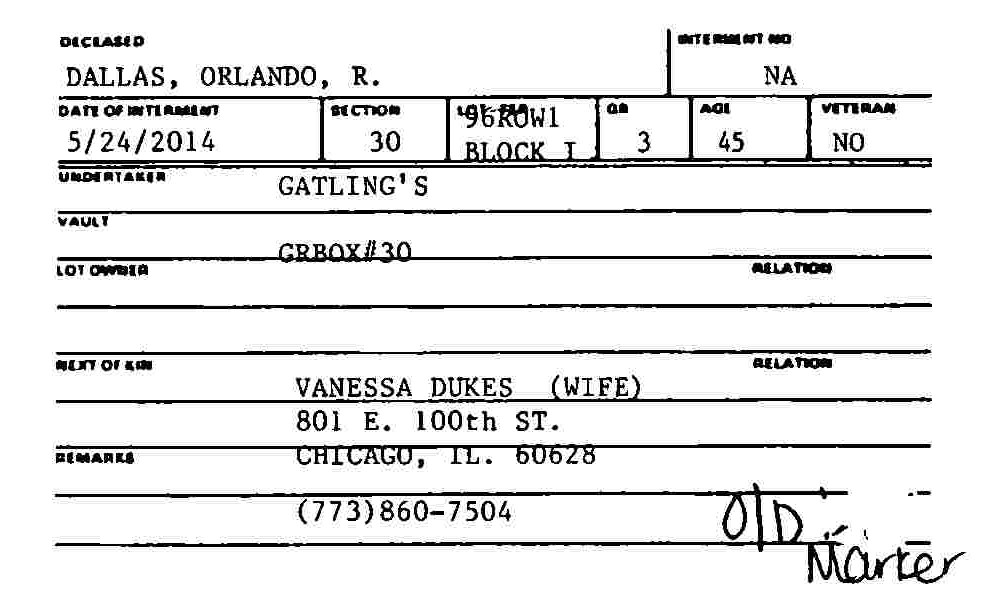 DECEASED INTERMENT NO
DALLAS, ORLANDO, R. NA
DATE OF INTERMENT SECTION LOT GR AGE VETERAN
5/24/2014 30 96ROW1 3 45 NO
BLOCK I
UNDERTAKER GATLING'S
VAULT
GRBOX#30
LOT OWNER RELATION
NEXT OF KIN RELATION
VANESSA DUKES (WIFE)
801 E. 100th ST.
REMARKS CHICAGO, IL. 60628
(773)860-7504
O/D
Marker